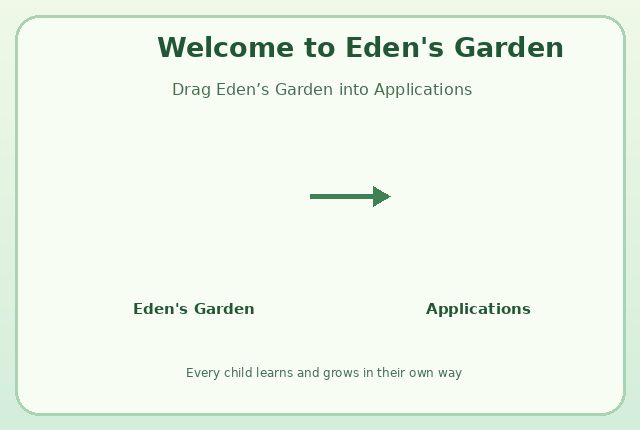 Welcome to Eden's Garden
Drag Eden’s Garden into Applications
Eden's Garden
Applications
Every child learns and grows in their own way